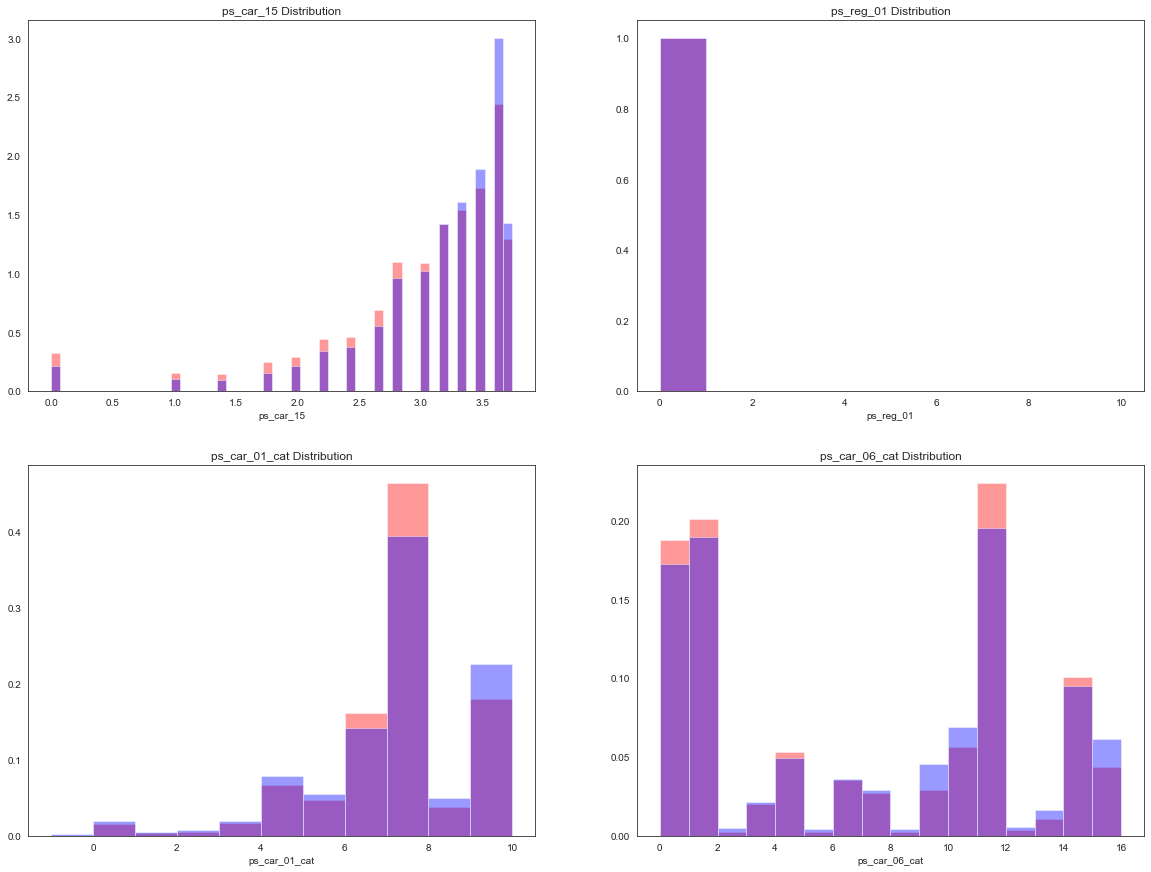 ps_car_15 Distribution
3.0
2.5
2.0
1.5
1.0
0.5
0.0
0.0 0.5 1.0 1.5 2.0 2.5 3.0 3.5
ps_car_15
ps_reg_01 Distribution
1.0
0.8
0.6
0.4
0.2
0.0
0 2 4 6 8 10
ps_reg_01
ps_car_01_cat Distribution
0.4
0.3
0.2
0.1
0.0
0 2 4 6 8 10
ps_car_01_cat
ps_car_06_cat Distribution
0.20
0.15
0.10
0.05
0.00
0 2 4 6 8 10 12 14 16
ps_car_06_cat